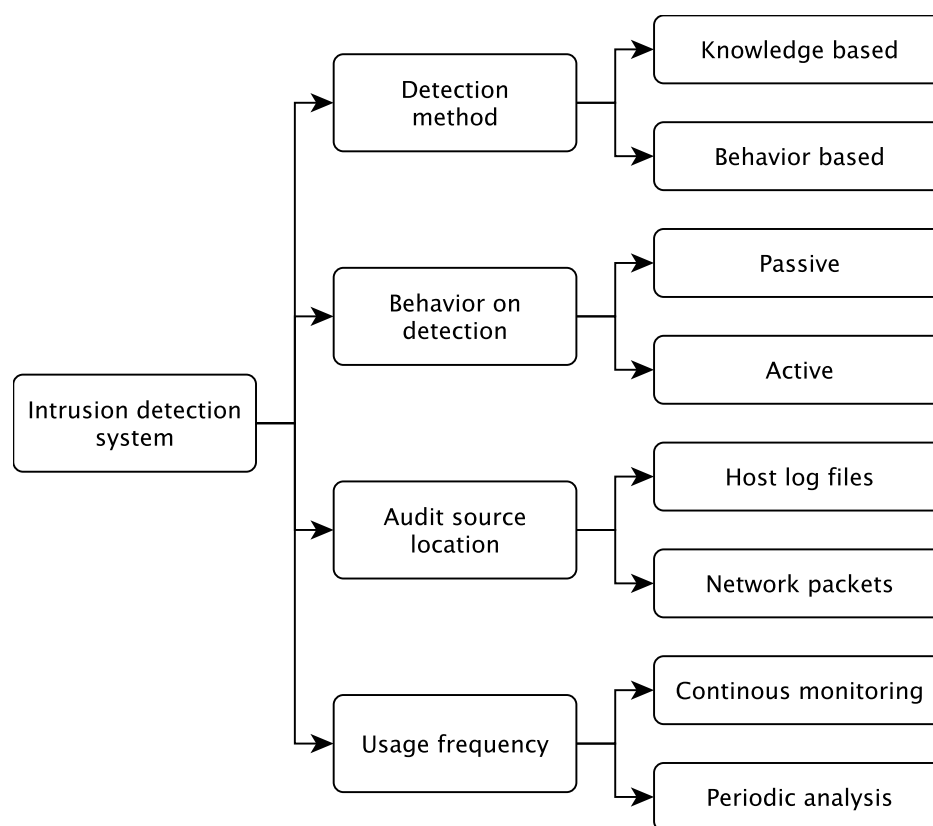 Intrusion detection
system
Detection
method
Knowledge based
Behavior based
Behavior on
detection
Passive
Active
Audit source
location
Host log files
Network packets
Usage frequency
Continous monitoring
Periodic analysis